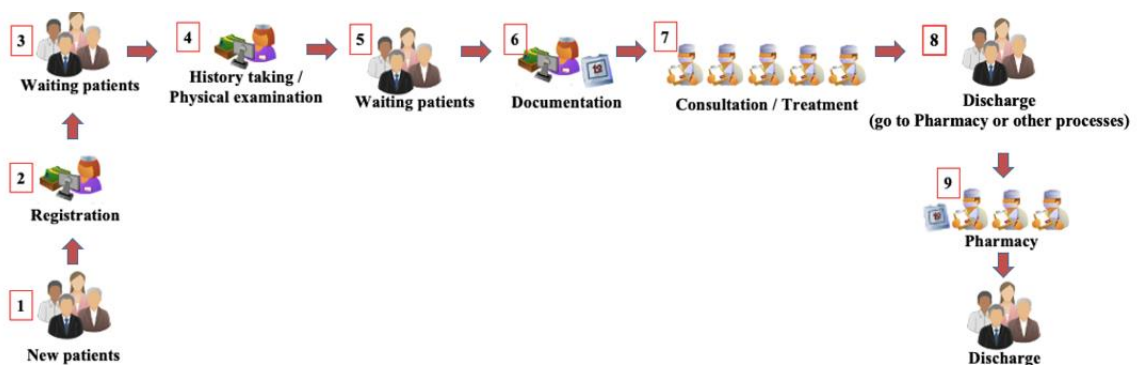 3
Waiting patients
4
History taking /
Physical examination
5
Waiting patients
6
Documentation
7
Consultation / Treatment
8
Discharge
(go to Pharmacy or other processes)
2
Registration
9
Pharmacy
1
New patients
Discharge